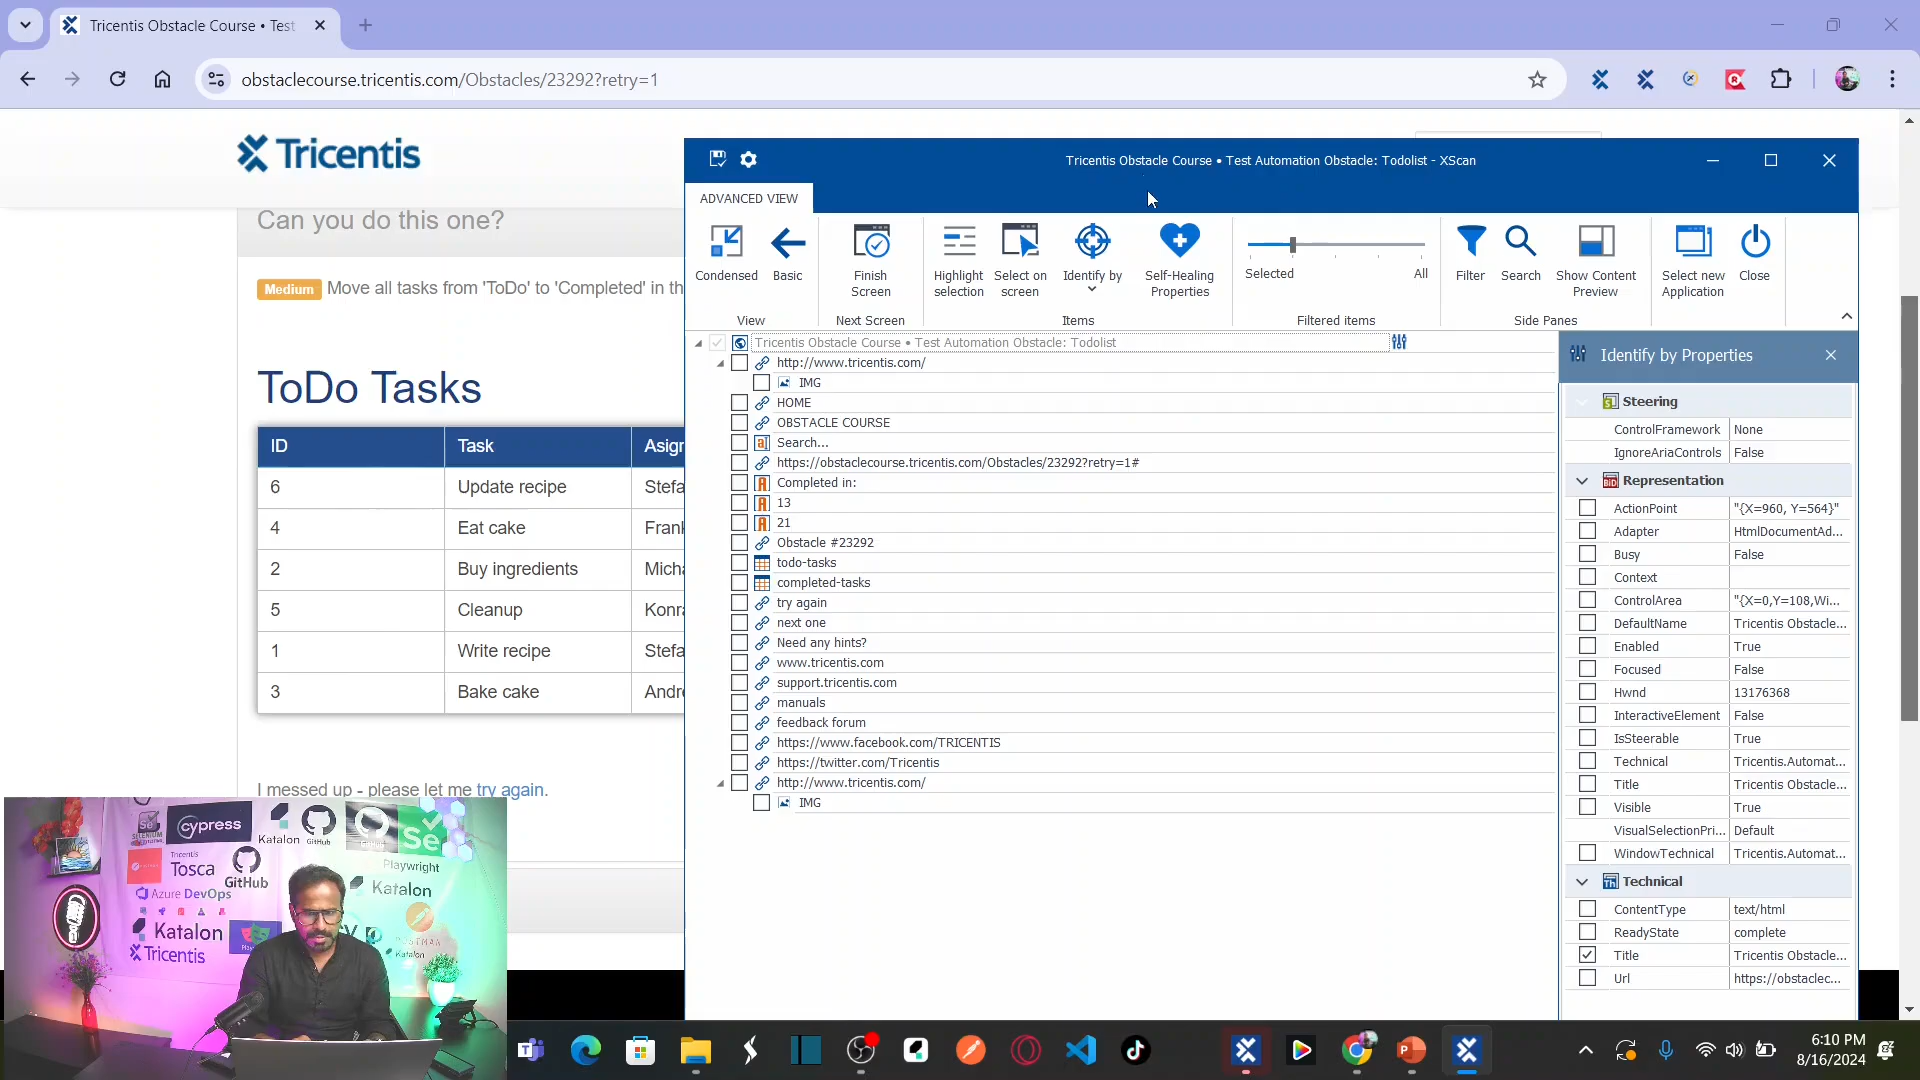 Tricentis Obstacle Course • Test
obstaclecourse.tricentis.com/Obstacles/23292?retry=1
Tricentis
Can you do this one?
Medium Move all tasks from 'ToDo' to 'Completed' in th
ToDo Tasks
ID Task Asigr
6 Update recipe Stefa
4 Eat cake Frank
2 Buy ingredients Micha
5 Cleanup Konra
1 Write recipe Stefa
3 Bake cake Andre
I messed up - please let me try again.
Tricentis Obstacle Course • Test Automation Obstacle: Todolist - XScan
ADVANCED VIEW
Condensed
Basic
View
Finish Screen
Next Screen
Highlight selection
Select on screen
Identify by
Self-Healing Properties
Items
Selected
All
Filtered items
Filter
Search
Show Content Preview
Side Panes
Select new Application
Close
Tricentis Obstacle Course • Test Automation Obstacle: Todolist
http://www.tricentis.com/
IMG
HOME
OBSTACLE COURSE
Search...
https://obstaclecourse.tricentis.com/Obstacles/23292?retry=1#
Completed in:
13
21
Obstacle #23292
todo-tasks
completed-tasks
try again
next one
Need any hints?
www.tricentis.com
support.tricentis.com
manuals
feedback forum
https://www.facebook.com/TRICENTIS
https://twitter.com/Tricentis
http://www.tricentis.com/
IMG
Identify by Properties
Steering
ControlFramework None
IgnoreAriaControls False
Representation
ActionPoint "{X=960, Y=564}"
Adapter HtmlDocumentAd...
Busy False
Context
ControlArea "{X=0,Y=108,Wi...
DefaultName Tricentis Obstacle...
Enabled True
Focused False
Hwnd 13176368
InteractiveElement False
IsSteerable True
Technical Tricentis.Automat...
Title Tricentis Obstacle...
Visible True
VisualSelectionPri... Default
WindowTechnical Tricentis.Automat...
Technical
ContentType text/html
ReadyState complete
Title Tricentis Obstacle...
Url https://obstaclec...
cypress
Katalon
GitHub
Se
Playwright
Tricentis
Tosca
GitHub
Katalon
Azure DevOps
Katalon
Tricentis
POSTMAN
Katalon
6:10 PM
8/16/2024